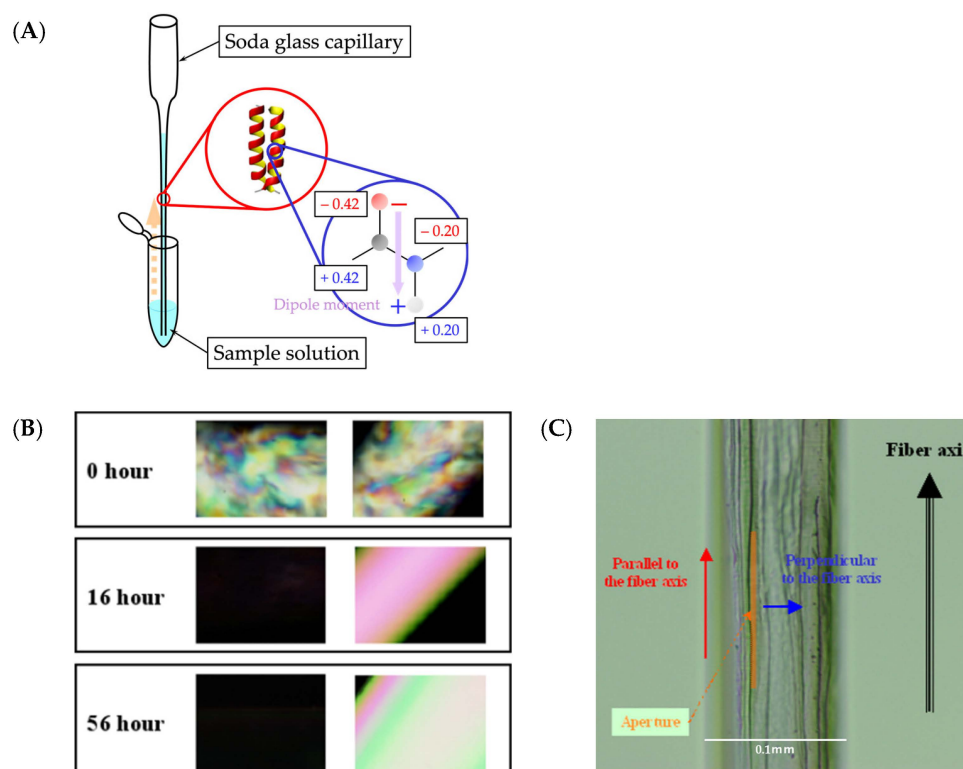 (A)
Soda glass capillary
− 0.42
−
− 0.20
+ 0.42
Dipole moment
+
+ 0.20
Sample solution
(B)
0 hour
16 hour
56 hour
(C)
Fiber axi
Parallel to
the fiber axis
Perpendicular
to the fiber axis
Aperture
0.1mm